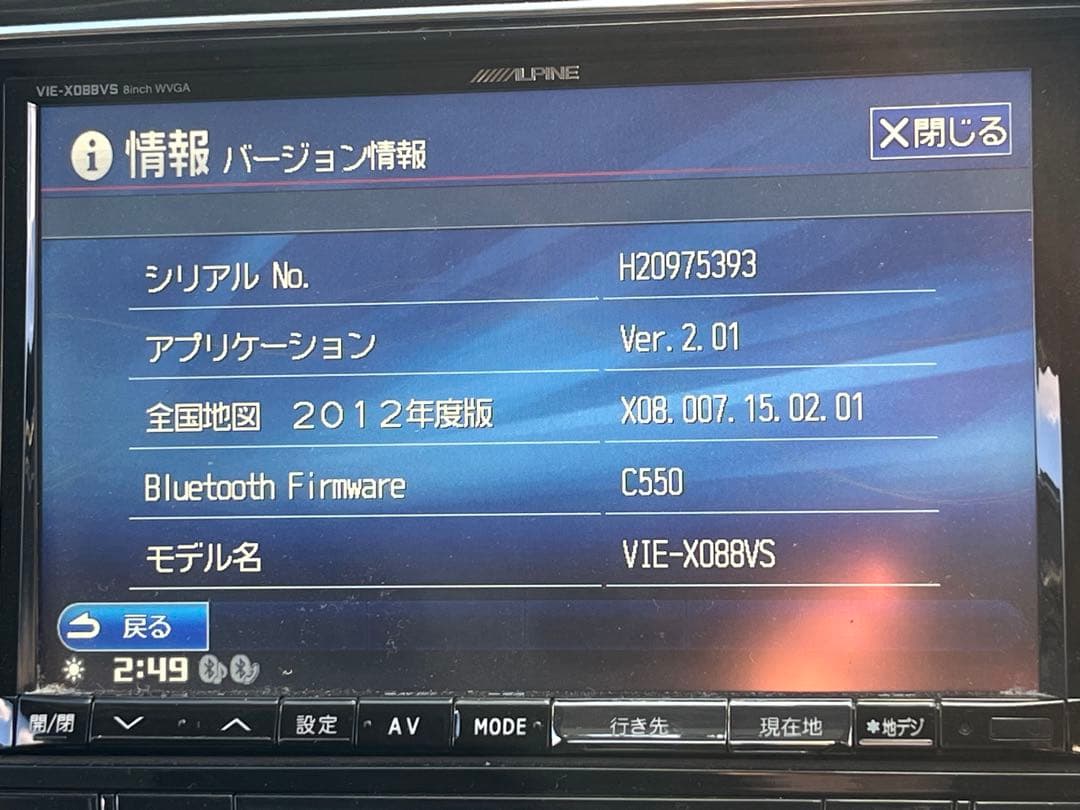 VIE-X088VS 8inch WVGA
ALPINE
情報 バージョン情報
×閉じる
シリアル No. H20975393
アプリケーション Ver. 2. 01
全国地図 2012年度版 X08. 007. 15. 02. 01
Bluetooth Firmware C550
モデル名 VIE-X088VS
戻る
2:49
開/閉 設定 AV MODE 行き先 現在地 ✱地デジ